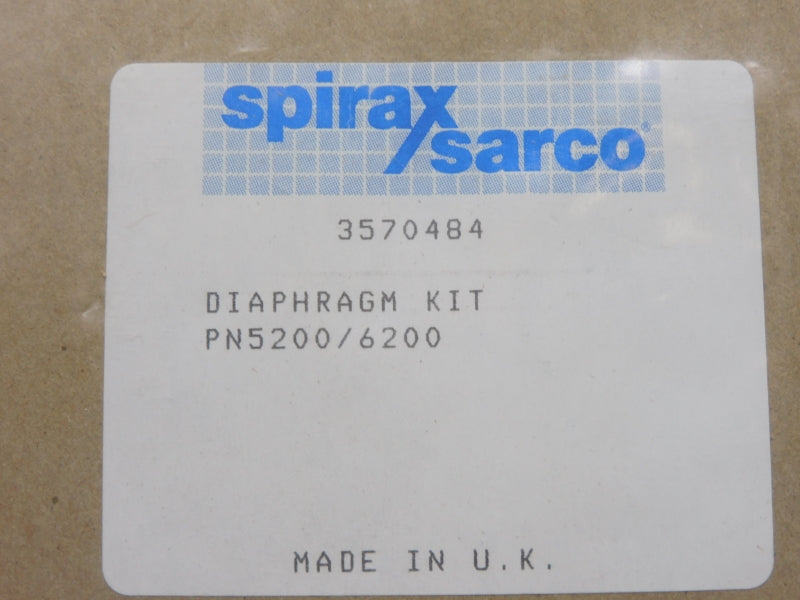 spirax
sarco
3570484
DIAPHRAGM KIT
PN5200/6200
MADE IN U.K.